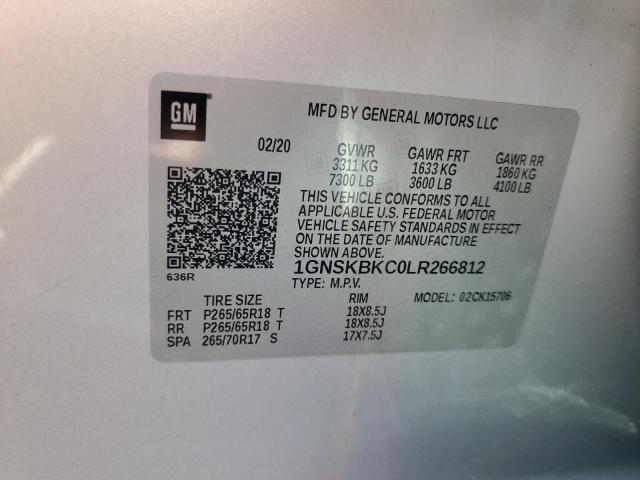 GM
MFD BY GENERAL MOTORS LLC
02/20 GVWR GAWR FRT GAWR RR
3311 KG 1633 KG 1860 KG
7300 LB 3600 LB 4100 LB
THIS VEHICLE CONFORMS TO ALL
APPLICABLE U.S. FEDERAL MOTOR
VEHICLE SAFETY STANDARDS IN EFFECT
ON THE DATE OF MANUFACTURE
SHOWN ABOVE.
636R
1GNSKBKC0LR266812
TYPE: M.P.V. MODEL: 02CK15706
TIRE SIZE RIM
FRT P265/65R18 T 18X8.5J
RR P265/65R18 T 18X8.5J
SPA 265/70R17 S 17X7.5J